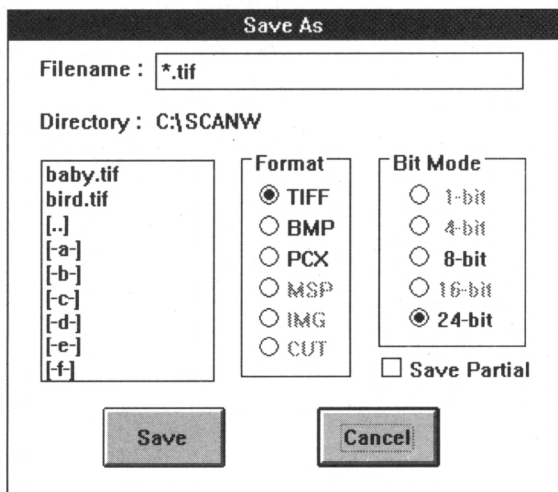 Save As
Filename : *.tif
Directory : C:\SCANW
baby.tif
bird.tif
[..]
[-a-]
[-b-]
[-c-]
[-d-]
[-e-]
[-f-]
Format
TIFF
BMP
PCX
MSP
IMG
CUT
Bit Mode
1-bit
4-bit
8-bit
16-bit
24-bit
Save Partial
Save
Cancel